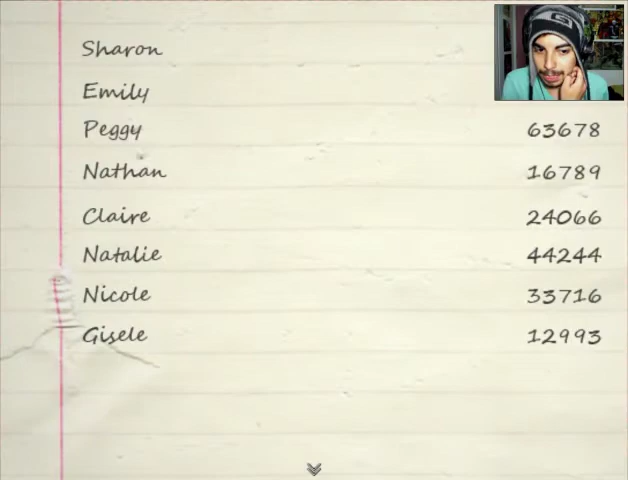 Sharon
Emily
Peggy 63678
Nathan 16789
Claire 24066
Natalie 44244
Nicole 33716
Gisele 12993